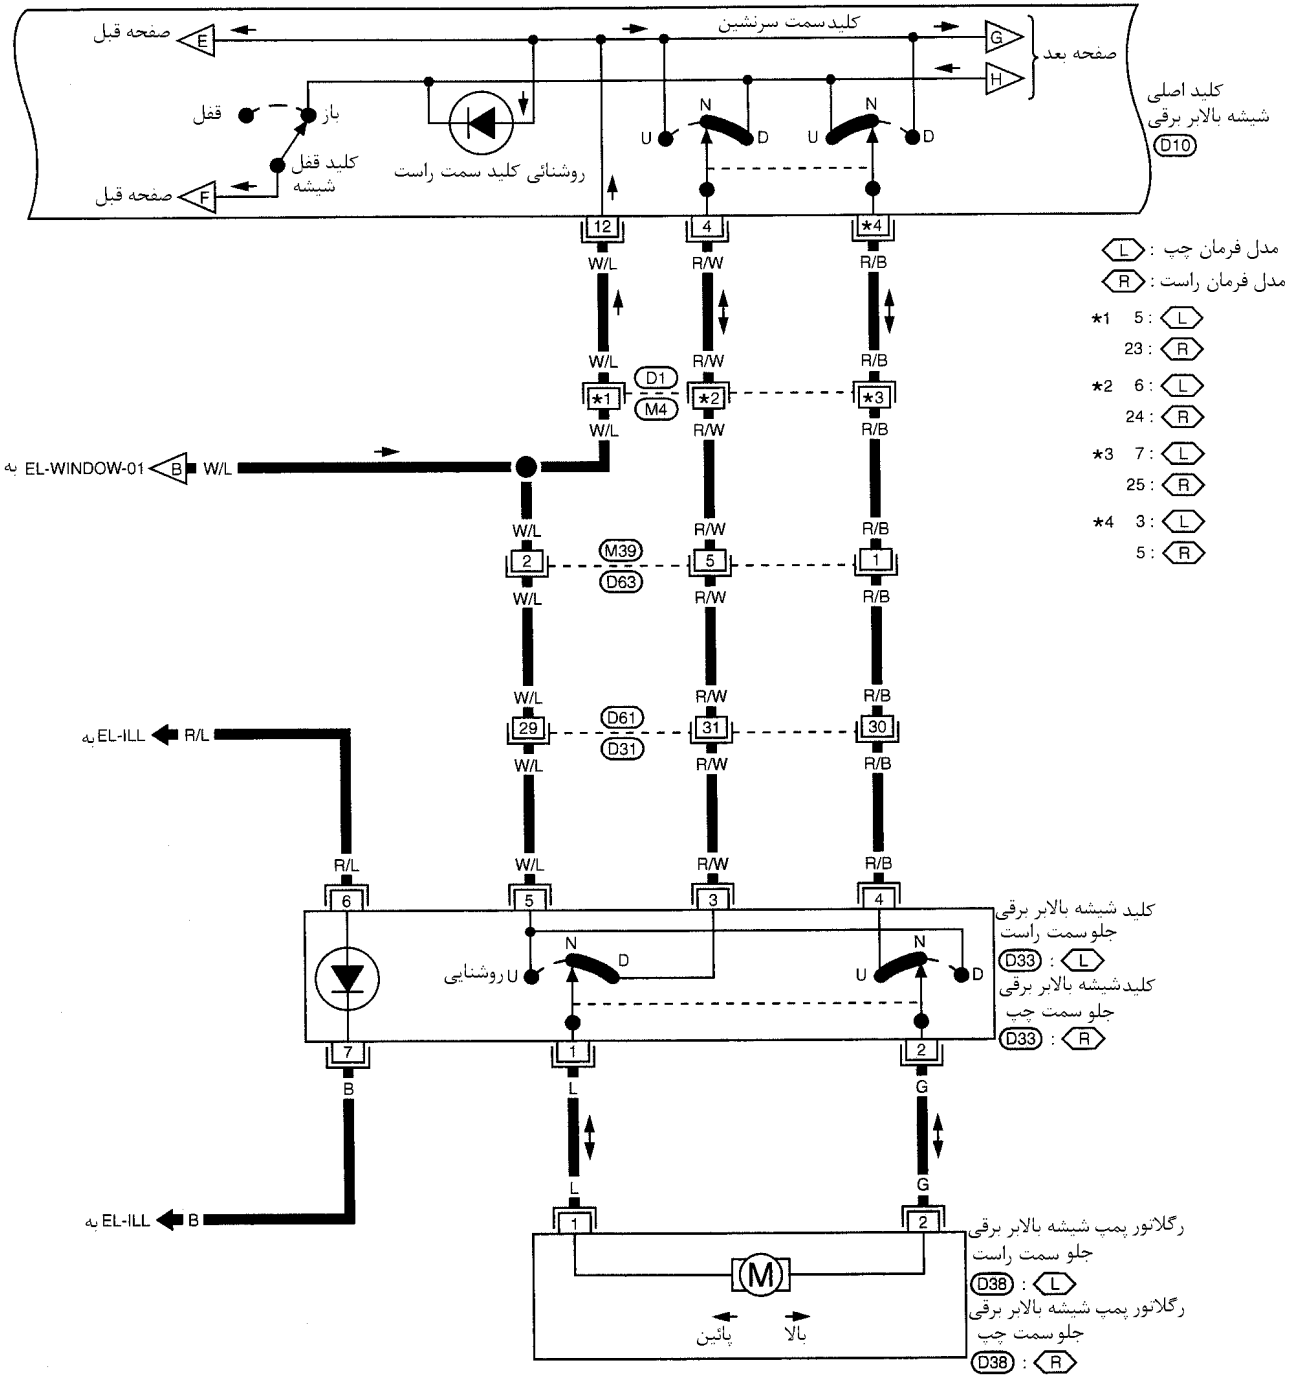 صفحه قبل E
کلید سمت سرنشین
G
H
صفحه بعد
قفل
باز
کلید قفل
شیشه
صفحه قبل F
روشنائی کلید سمت راست
U N D
U N D
کلید اصلی
شیشه بالابر برقی
D10
12 4 *4
W/L R/W R/B
مدل فرمان چپ : L
مدل فرمان راست : R
*1 5 : L
23 : R
*2 6 : L
24 : R
*3 7 : L
25 : R
*4 3 : L
5 : R
W/L R/W R/B
D1
*1 *2 *3
M4
W/L R/W R/B
به EL-WINDOW-01 B W/L
W/L R/W R/B
M39
2 5 1
D63
W/L R/W R/B
W/L R/W R/B
D61
29 31 30
D31
W/L R/W R/B
به EL-ILL R/L
R/L W/L R/W R/B
6 5 3 4
N D
روشنایی U
N
U D
کلید شیشه بالابر برقی
جلو سمت راست
D33 : L
کلید شیشه بالابر برقی
جلو سمت چپ
D33 : R
7 1 2
B L G
L G
به EL-ILL B
1 2
M
پائین بالا
رگلاتور پمپ شیشه بالابر برقی
جلو سمت راست
D38 : L
رگلاتور پمپ شیشه بالابر برقی
جلو سمت چپ
D38 : R